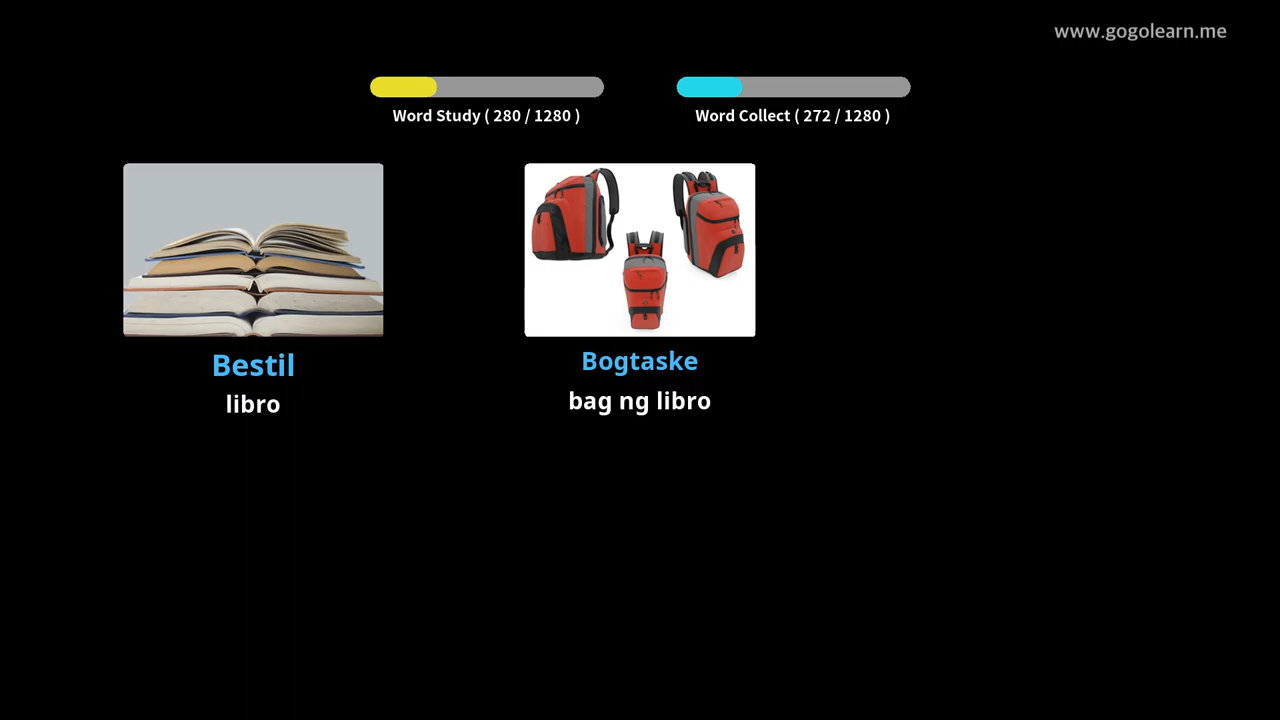 www.gogolearn.me
Word Study ( 280 / 1280 )
Word Collect ( 272 / 1280 )
Bestil
libro
Bogtaske
bag ng libro